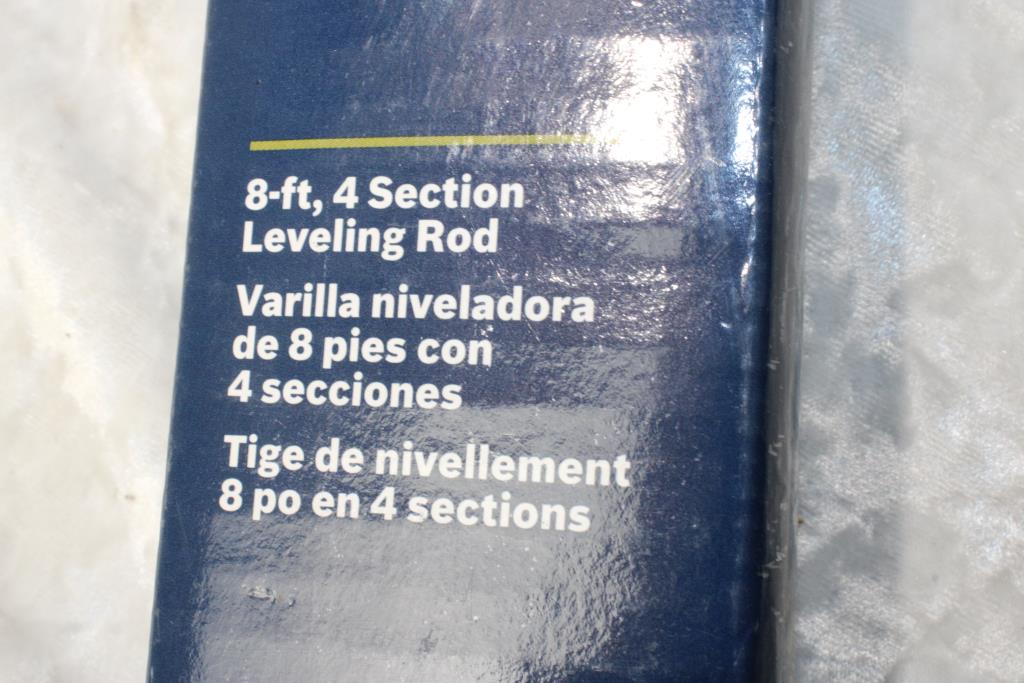 8-ft, 4 Section
Leveling Rod
Varilla niveladora
de 8 pies con
4 secciones
Tige de nivellement
8 po en 4 sections